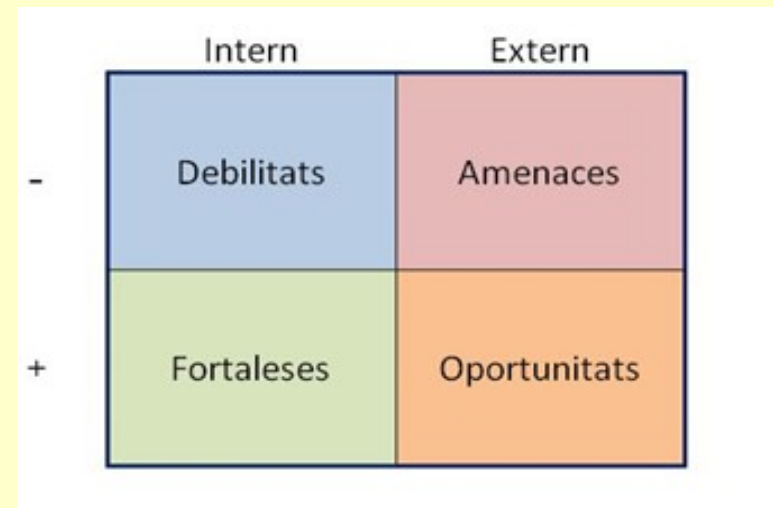 Intern Extern
- Debilitats Amenaces
+ Fortaleses Oportunitats